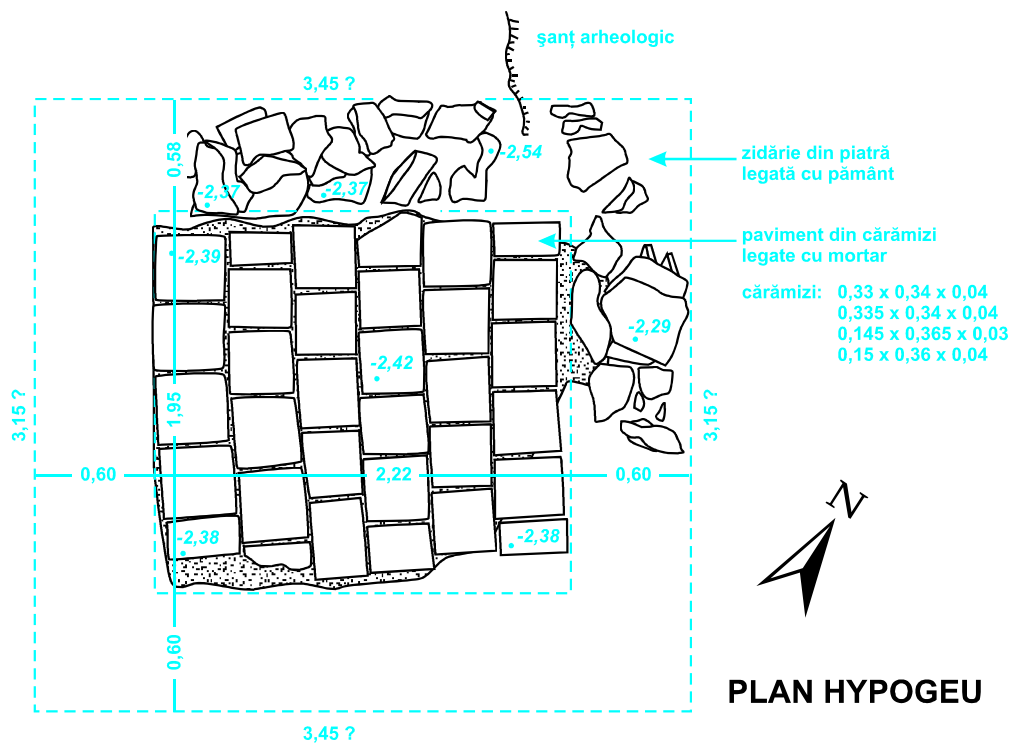 şanț arheologic
3,45 ?
0,58
-2,54
zidărie din piatră
legată cu pământ
-2,37
-2,37
paviment din cărămizi
legate cu mortar
-2,39
cărămizi: 0,33 x 0,34 x 0,04
0,335 x 0,34 x 0,04
0,145 x 0,365 x 0,03
0,15 x 0,36 x 0,04
-2,29
-2,42
3,15 ?
1,95
3,15 ?
0,60
2,22
0,60
N
-2,38
-2,38
0,60
PLAN HYPOGEU
3,45 ?